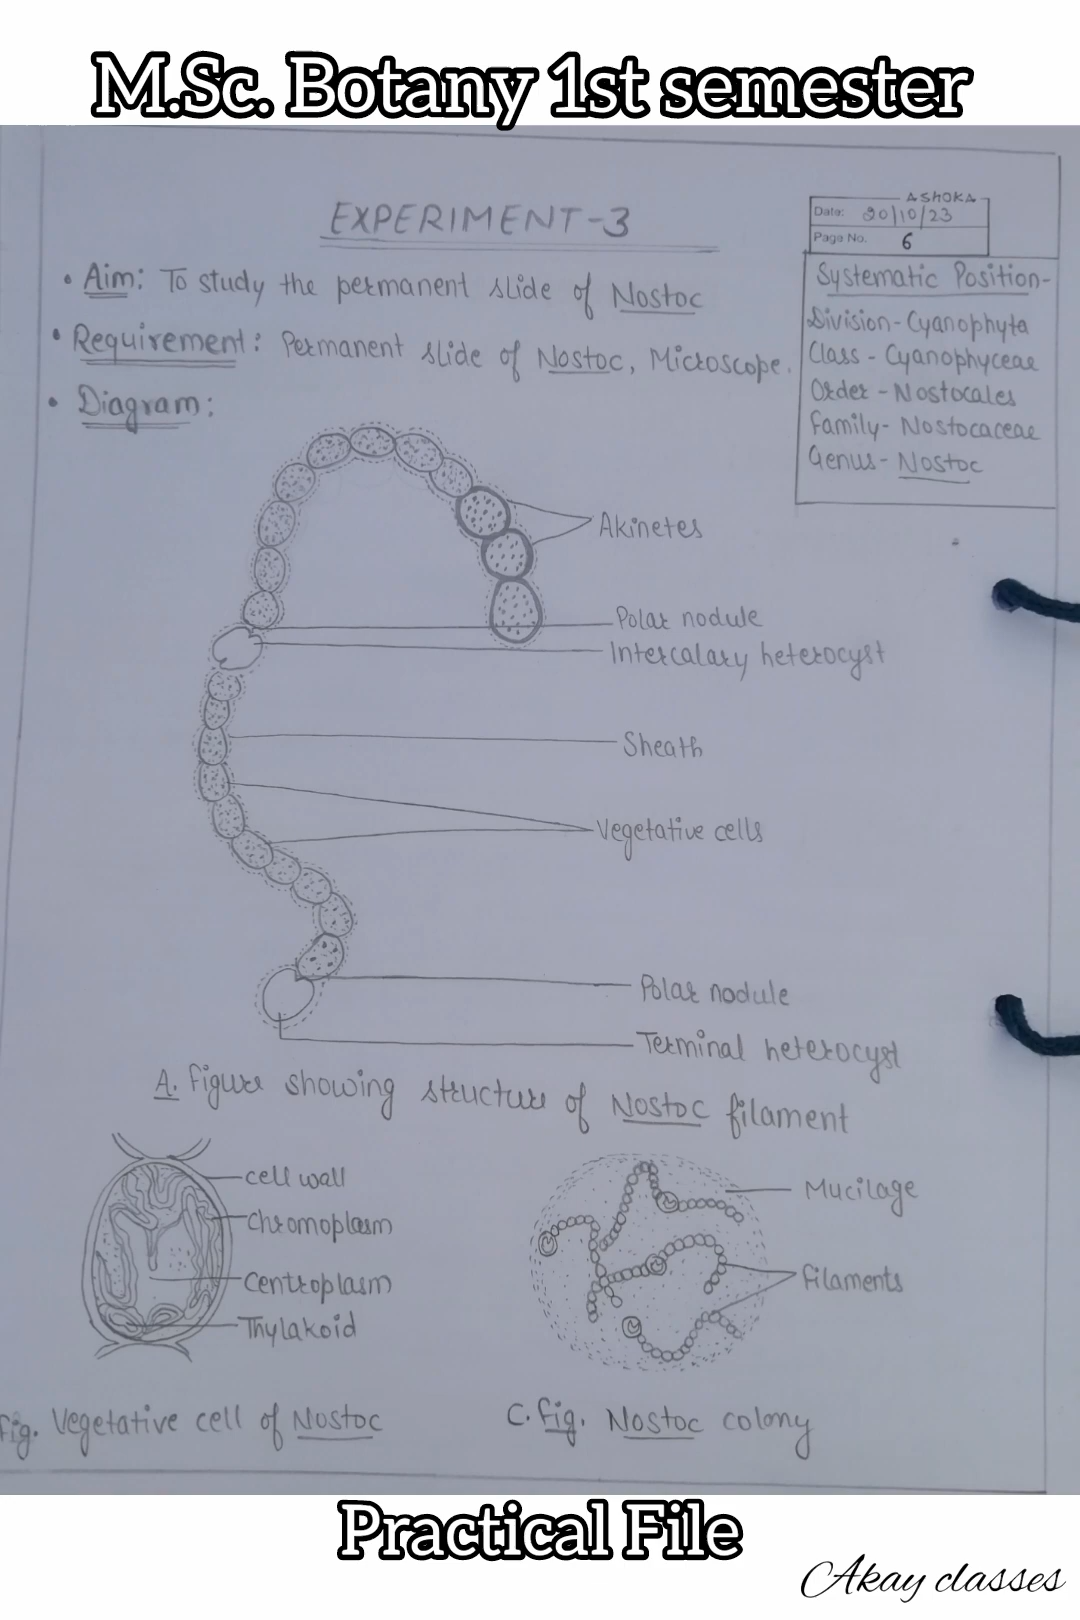 M.Sc. Botany 1st semester
ASHOKA
Date: 20/10/23
Page No. 6
EXPERIMENT-3
• Aim: To study the permanent slide of Nostoc
• Requirement: Permanent slide of Nostoc, Microscope.
• Diagram:
Systematic Position-
Division-Cyanophyta
Class - Cyanophyceae
Order - Nostocales
Family- Nostocaceae
Genus- Nostoc
Akinetes
Polar nodule
Intercalary heterocyst
Sheath
Vegetative cells
Polar nodule
Terminal heterocyst
A. Figure showing structure of Nostoc filament
cell wall
Chromoplasm
Centroplasm
Thylakoid
Mucilage
Filaments
Fig. Vegetative cell of Nostoc
C. Fig. Nostoc colony
Practical File
Akay classes